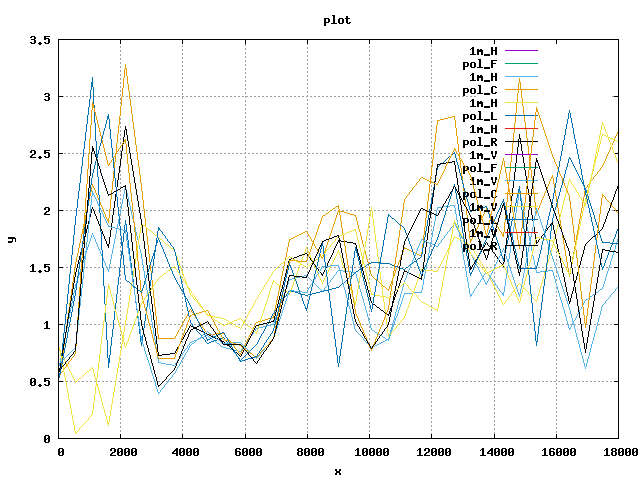 plot
3.5
3
2.5
2
1.5
1
0.5
0
y
0 2000 4000 6000 8000 10000 12000 14000 16000 18000
x
1m_H
pol_F
1m_H
pol_C
1m_H
pol_L
1m_H
pol_R
1m_V
pol_F
1m_V
pol_C
1m_V
pol_L
1m_V
pol_R